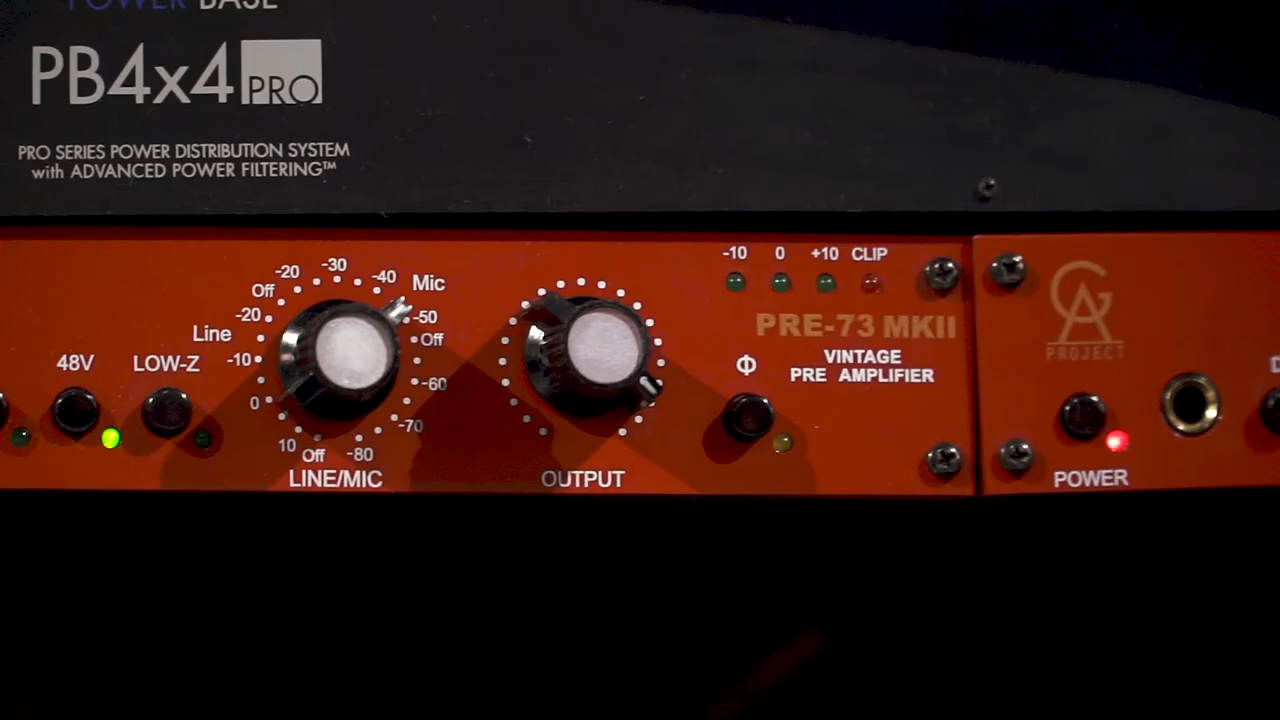 POWER BASE
PB4x4 PRO
PRO SERIES POWER DISTRIBUTION SYSTEM
with ADVANCED POWER FILTERING™
48V
LOW-Z
Line
Mic
10
0
-10
-20
Off
-20
-30
-40
-50
Off
-60
-70
-80
Off
LINE/MIC
OUTPUT
-10 0 +10 CLIP
PRE-73 MKII
VINTAGE
PRE AMPLIFIER
Φ
GA
PROJECT
POWER